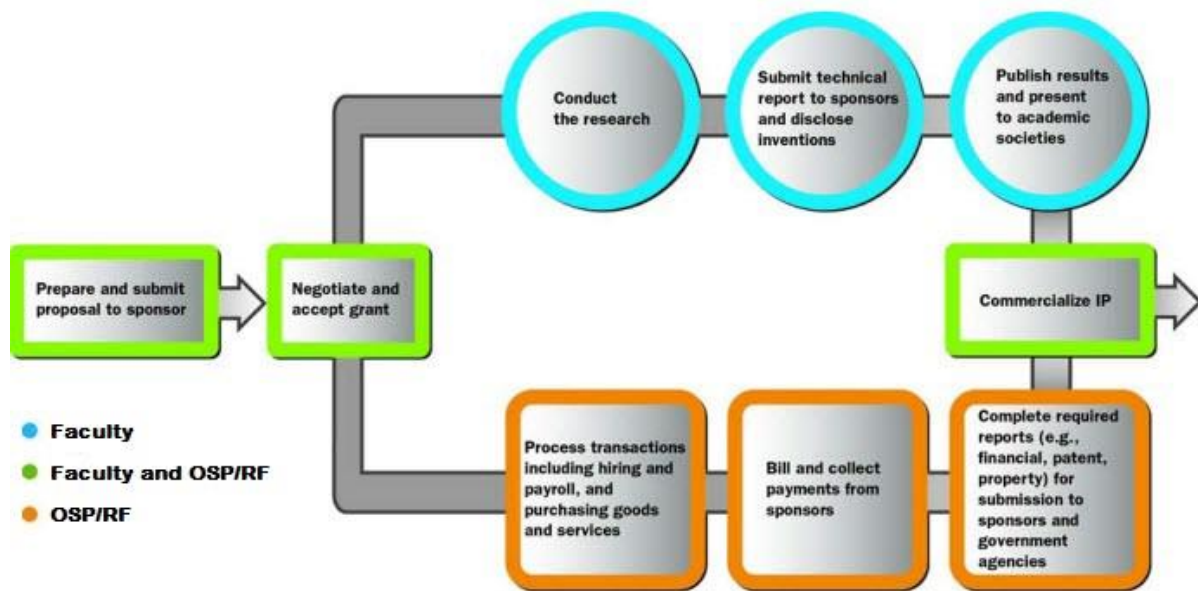 Conduct
the research
Submit technical
report to sponsors
and disclose
inventions
Publish results
and present
to academic
societies
Prepare and submit
proposal to sponsor
Negotiate and
accept grant
Commercialize IP
Faculty
Faculty and OSP/RF
OSP/RF
Process transactions
including hiring and
payroll, and
purchasing goods
and services
Bill and collect
payments from
sponsors
Complete required
reports (e.g.,
financial, patent,
property) for
submission to
sponsors and
government
agencies